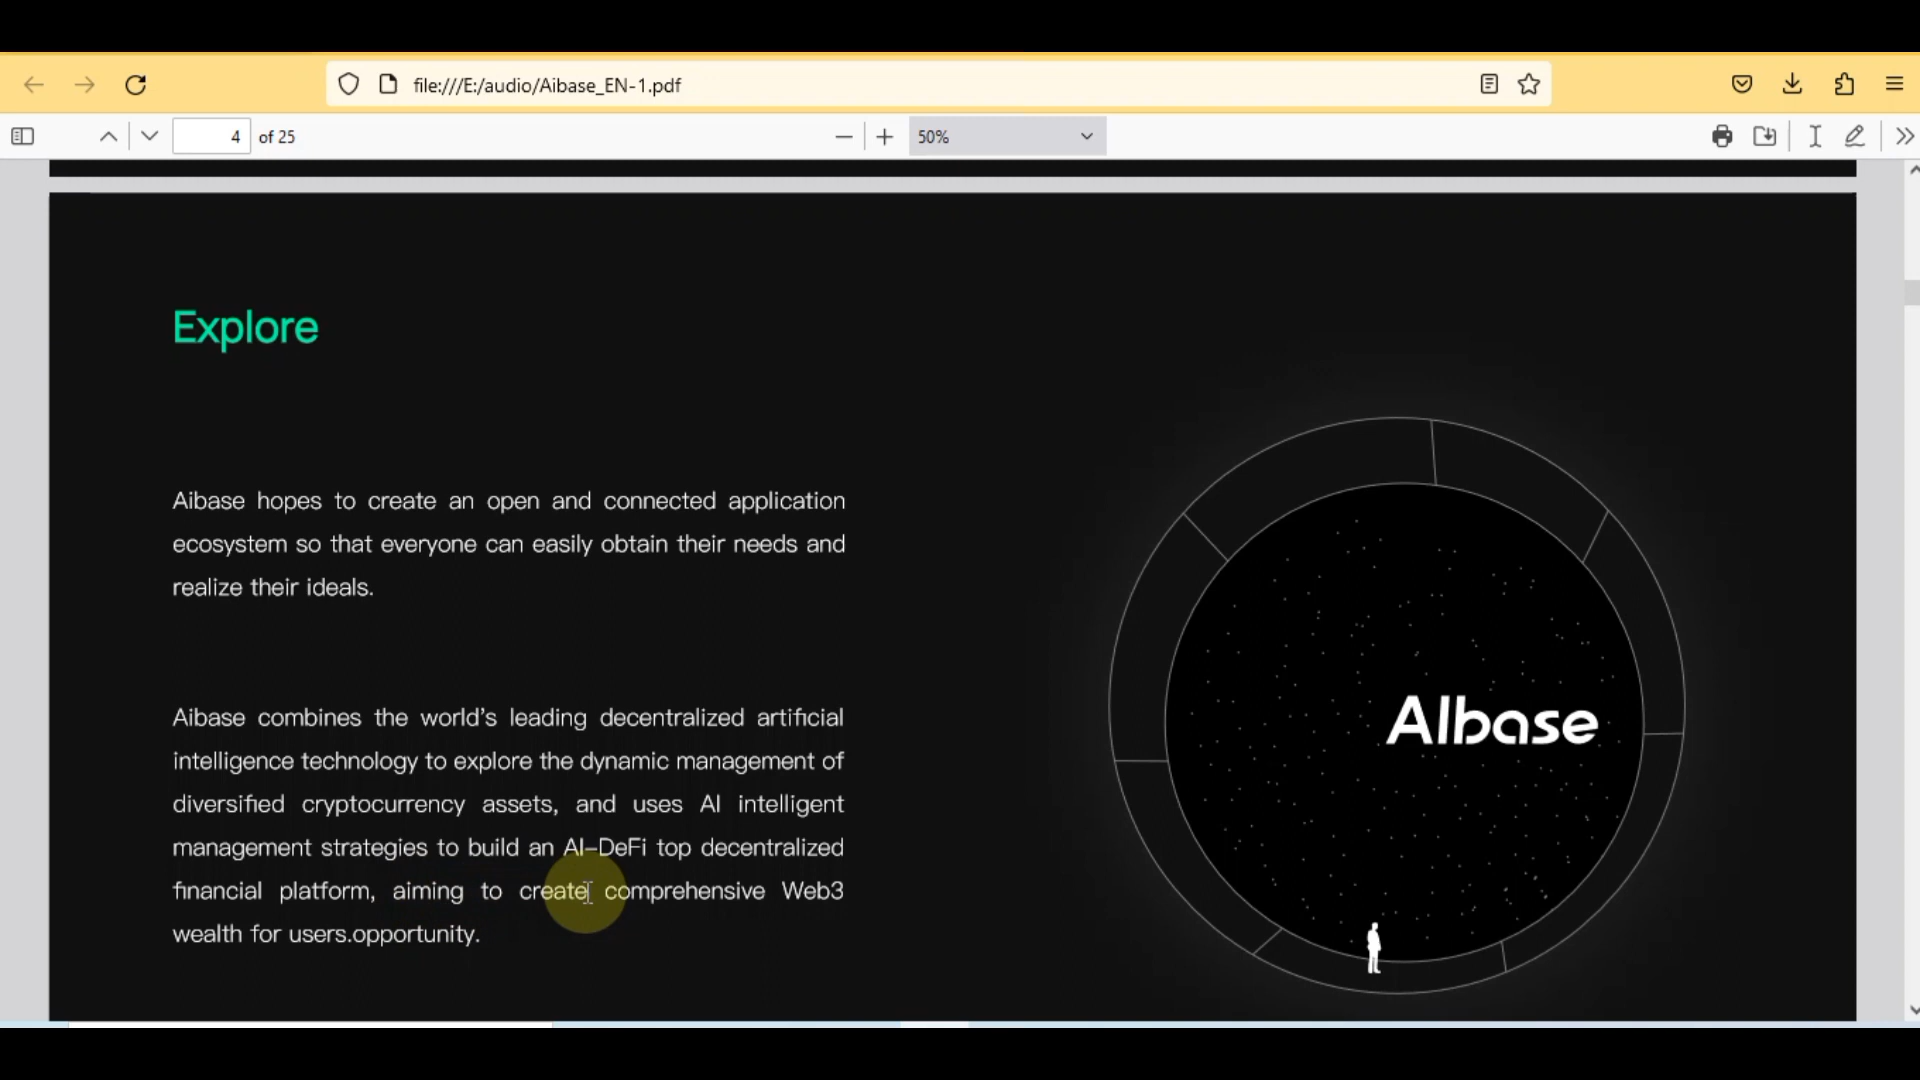 file:///E:/audio/Aibase_EN-1.pdf
4 of 25
50%
Explore
Aibase hopes to create an open and connected application
ecosystem so that everyone can easily obtain their needs and
realize their ideals.
Aibase combines the world's leading decentralized artificial
intelligence technology to explore the dynamic management of
diversified cryptocurrency assets, and uses AI intelligent
management strategies to build an AI-DeFi top decentralized
financial platform, aiming to create comprehensive Web3
wealth for users.opportunity.
AIbase